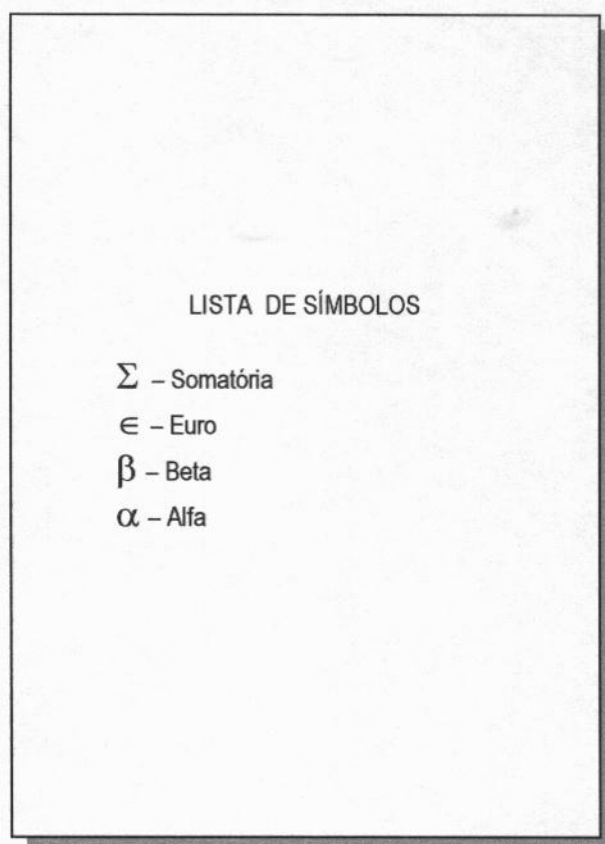 LISTA DE SÍMBOLOS
Σ – Somatória
∈ – Euro
β – Beta
α – Alfa